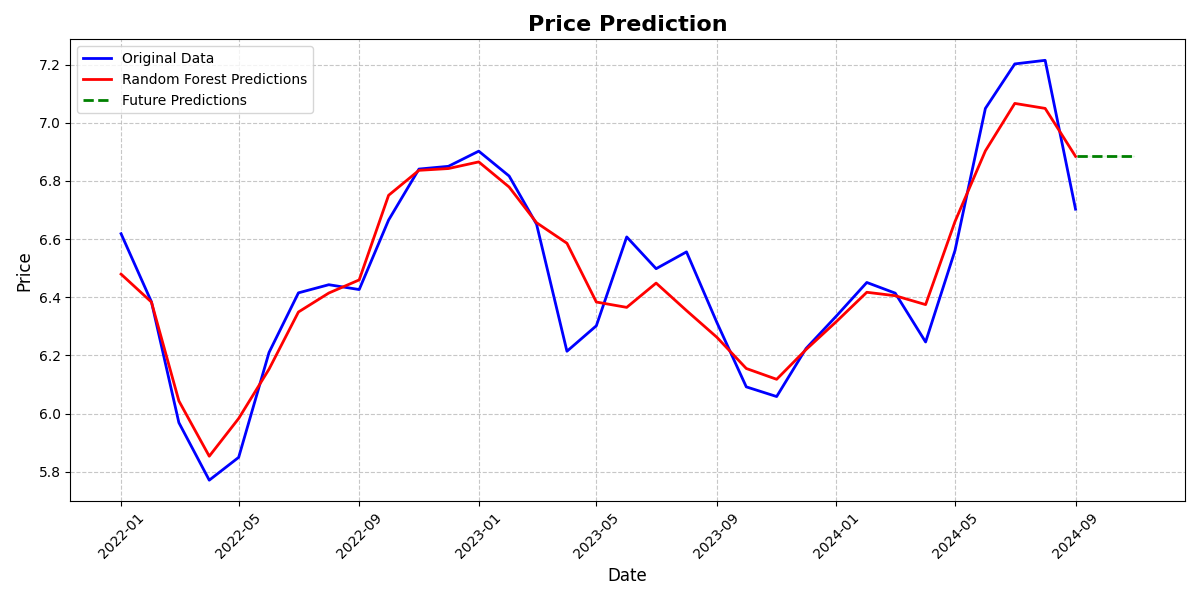 Price Prediction
Original Data
Random Forest Predictions
Future Predictions
Price
7.2
7.0
6.8
6.6
6.4
6.2
6.0
5.8
2022-01
2022-05
2022-09
2023-01
2023-05
2023-09
2024-01
2024-05
2024-09
Date